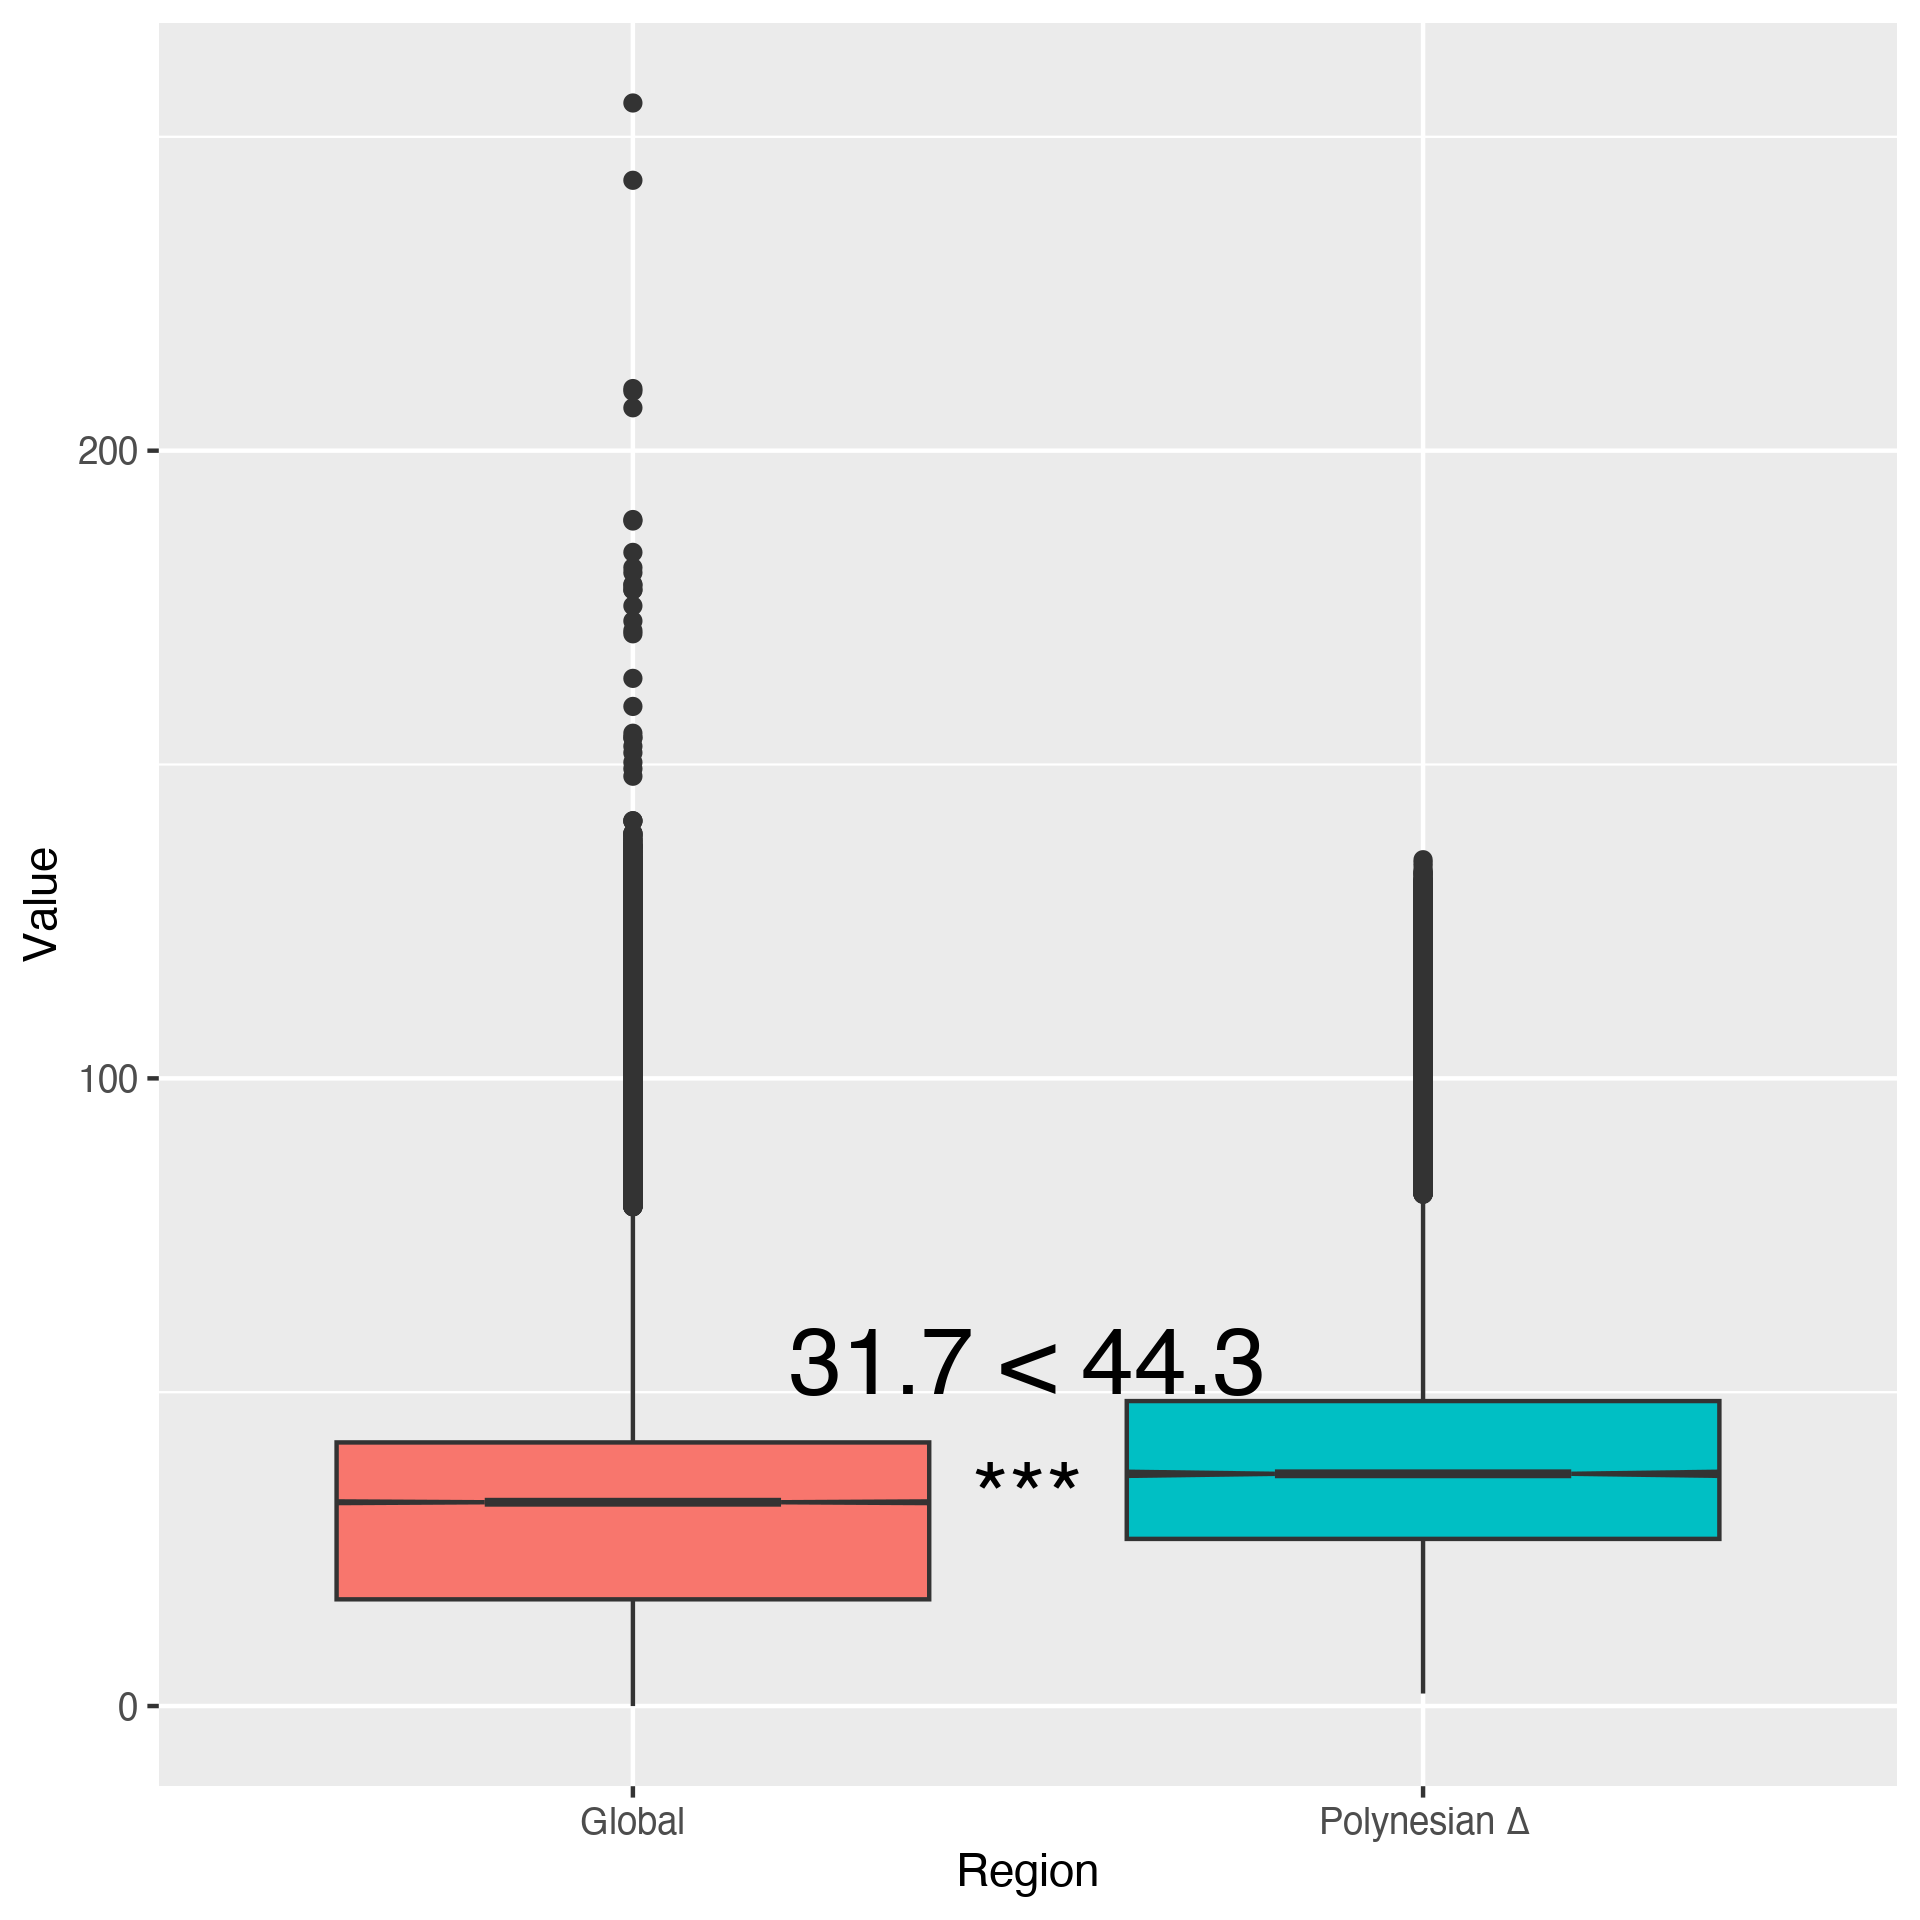 200
100
0
Value
31.7 < 44.3
***
Global
Polynesian Δ
Region